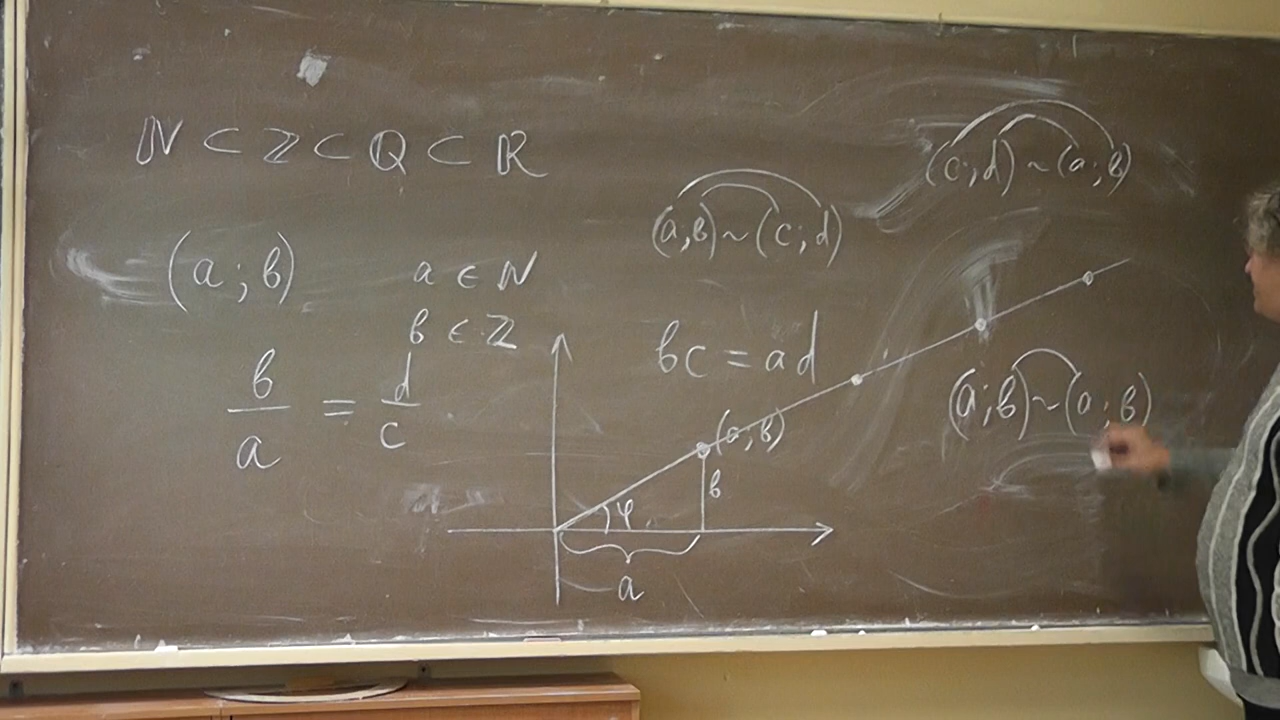 ℕ ⊂ ℤ ⊂ ℚ ⊂ ℝ
(a; b)
a ∈ ℕ
b ∈ ℤ
b/a = d/c
(a; b) ~ (c; d)
bc = ad
(a; b)
b
φ
a
(c; d) ~ (a; b)
(a; b) ~ (a; b)